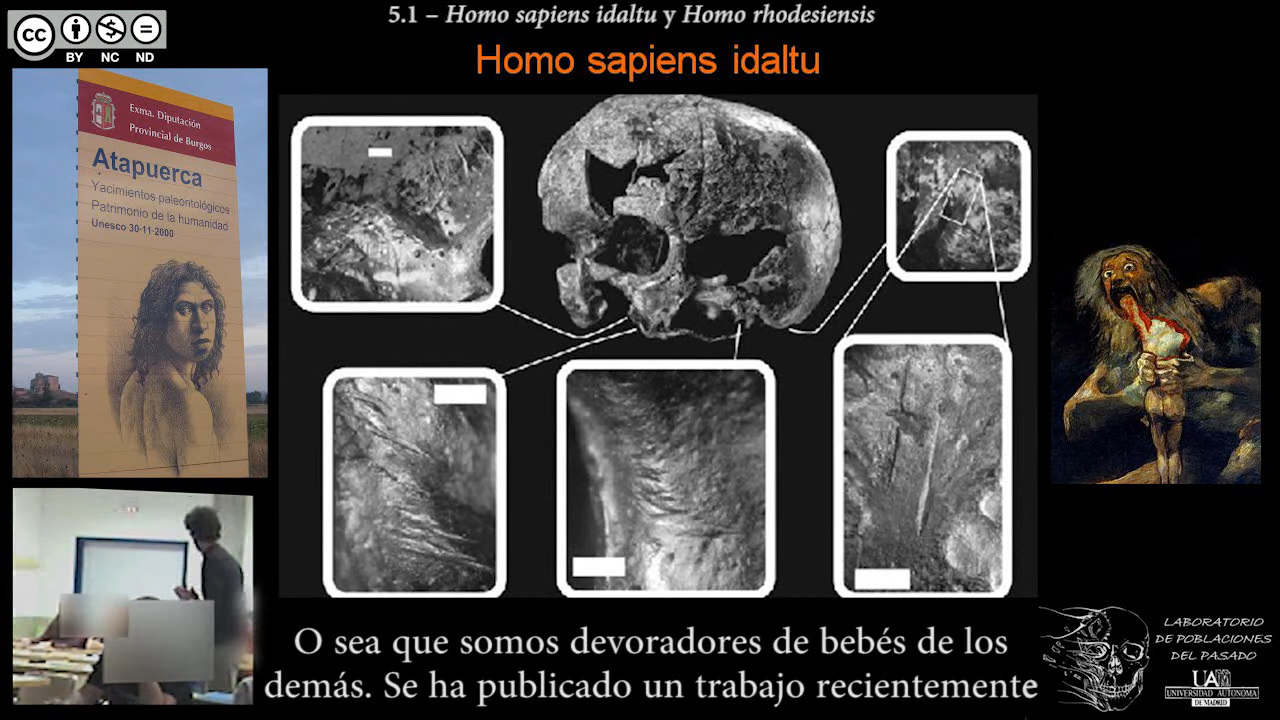 5.1 – Homo sapiens idaltu y Homo rhodesiensis
Homo sapiens idaltu
cc
BY NC ND
Exma. Diputación
Provincial de Burgos
Atapuerca
Yacimientos paleontológicos
Patrimonio de la humanidad
Unesco 30-11-2000
O sea que somos devoradores de bebés de los
demás. Se ha publicado un trabajo recientemente
LABORATORIO
DE POBLACIONES
DEL PASADO
UAM
UNIVERSIDAD AUTONOMA
DE MADRID